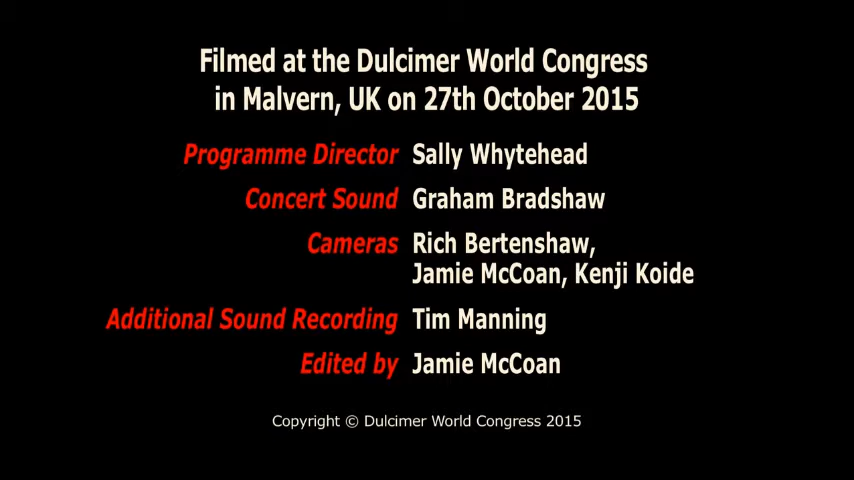 Filmed at the Dulcimer World Congress
in Malvern, UK on 27th October 2015
Programme Director Sally Whytehead
Concert Sound Graham Bradshaw
Cameras Rich Bertenshaw,
Jamie McCoan, Kenji Koide
Additional Sound Recording Tim Manning
Edited by Jamie McCoan
Copyright © Dulcimer World Congress 2015